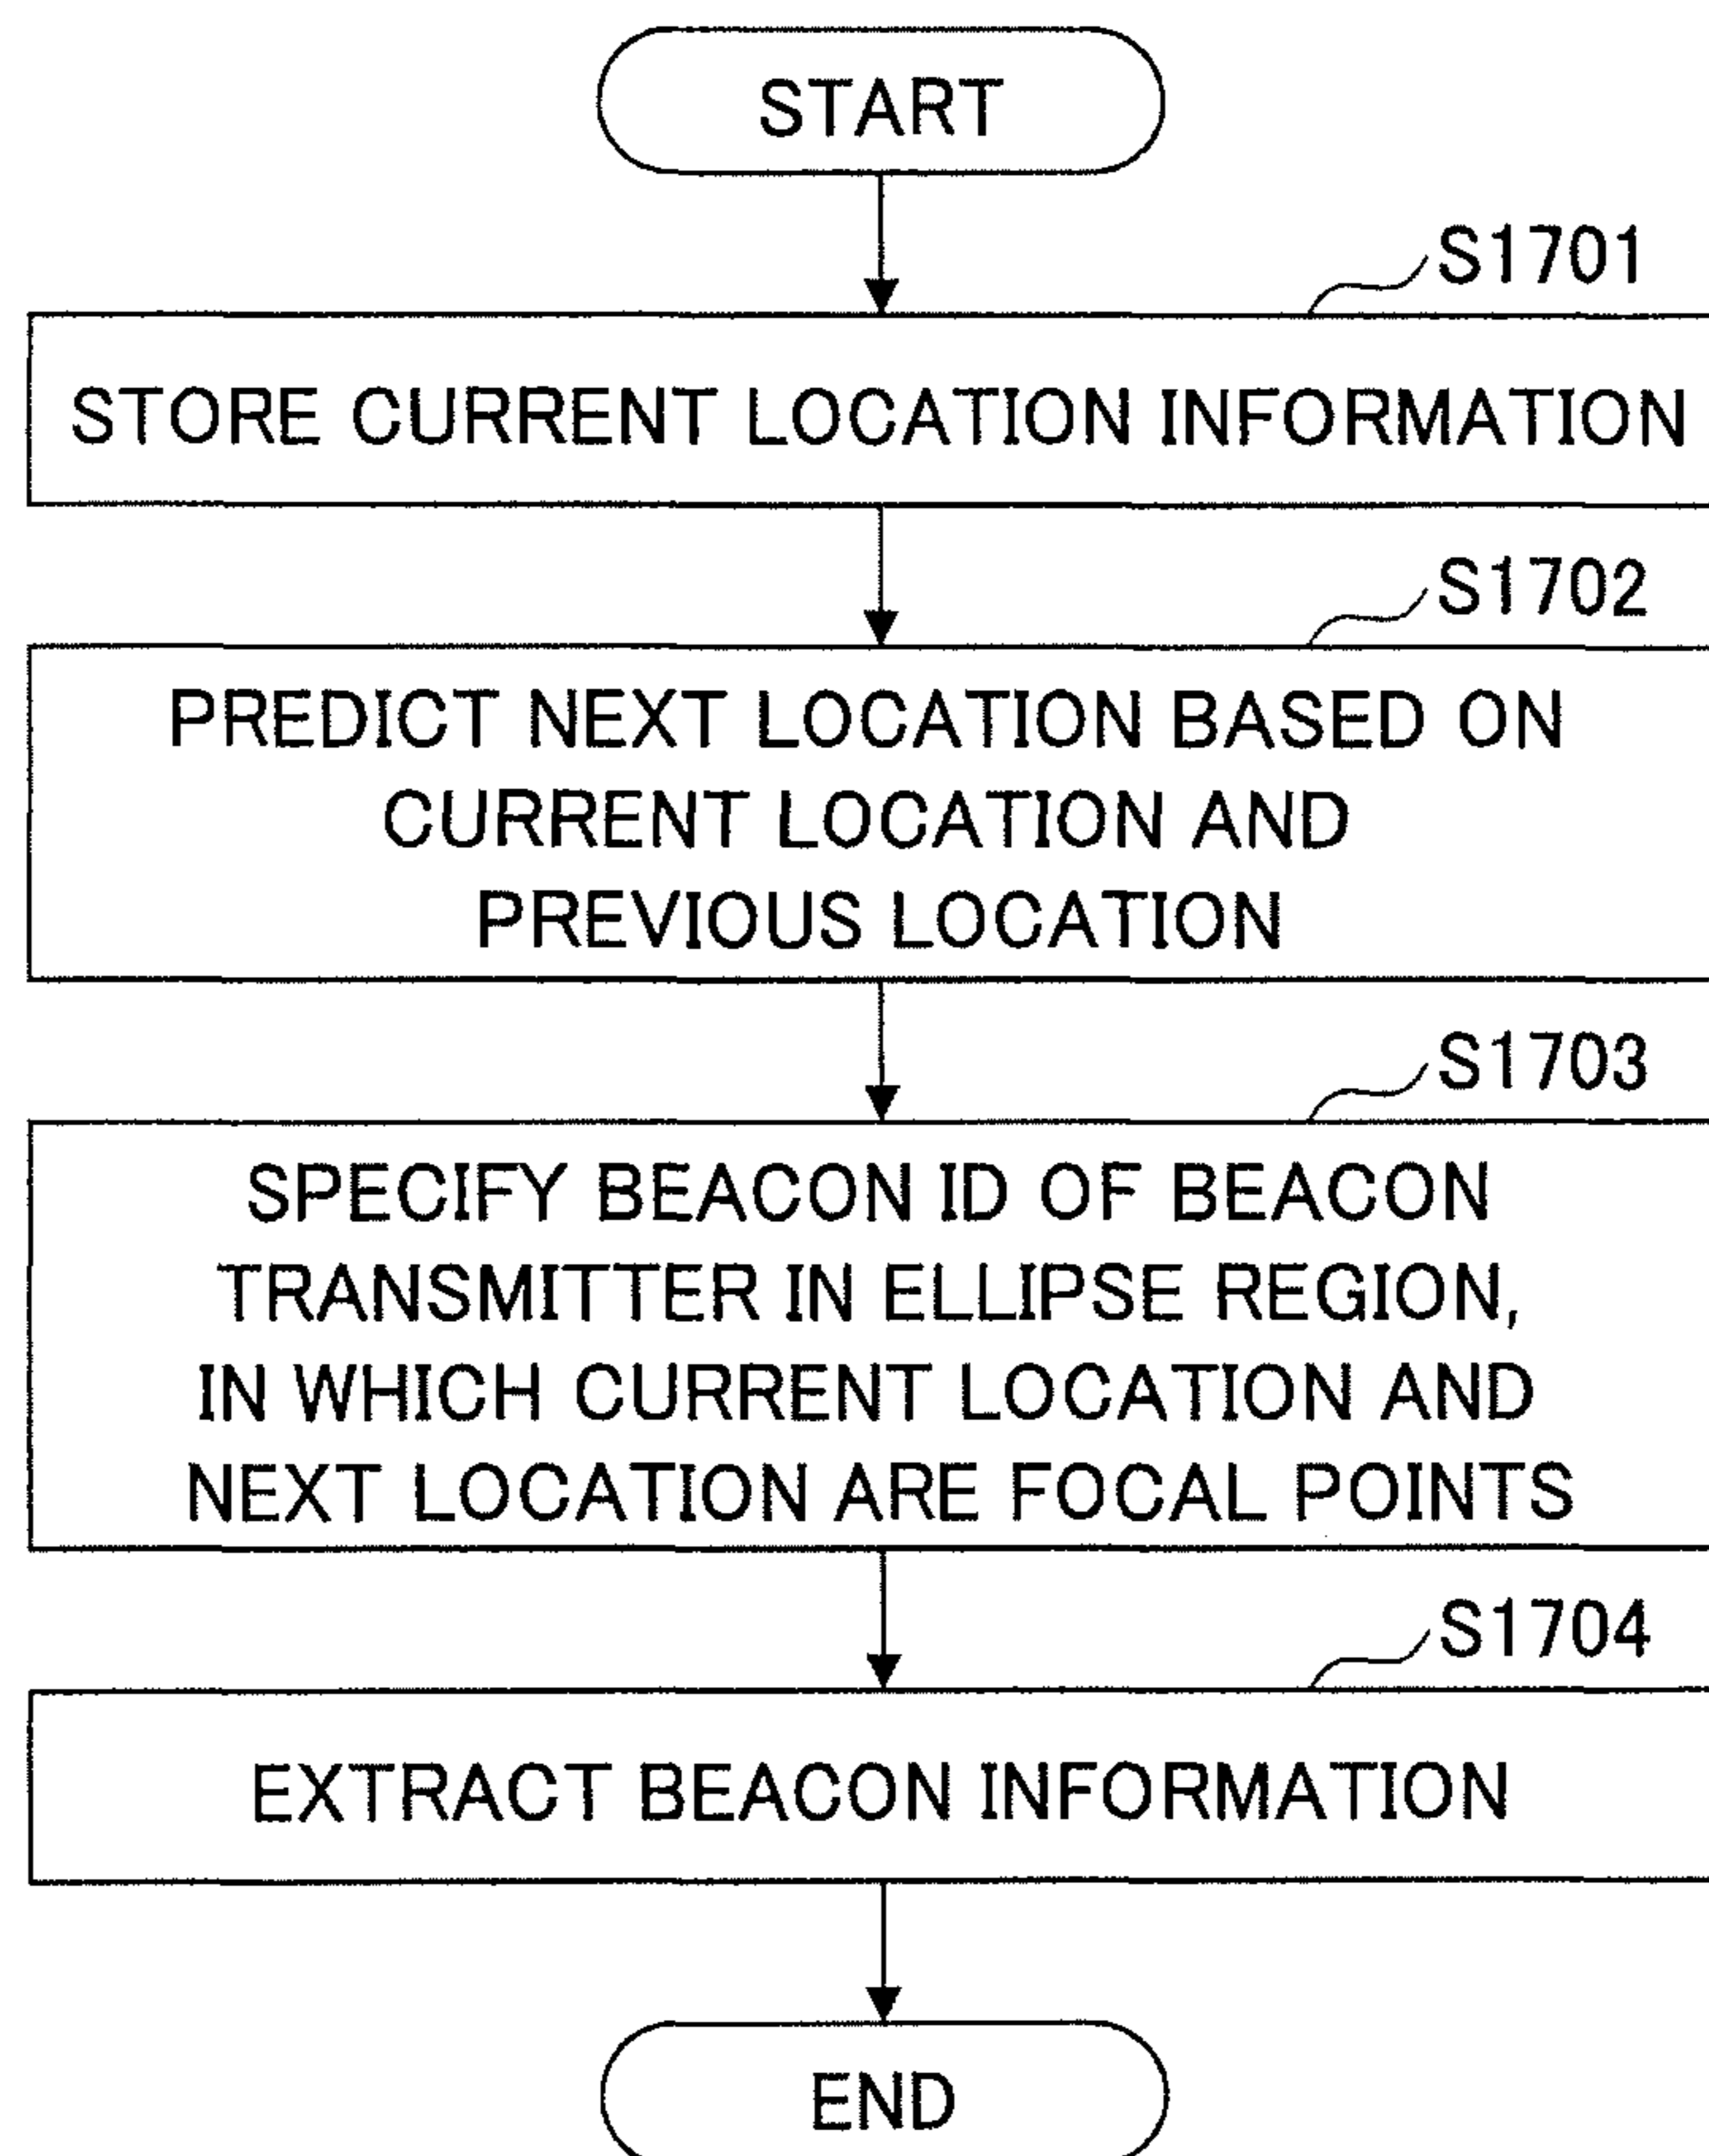 START
S1701
STORE CURRENT LOCATION INFORMATION
S1702
PREDICT NEXT LOCATION BASED ON
CURRENT LOCATION AND
PREVIOUS LOCATION
S1703
SPECIFY BEACON ID OF BEACON
TRANSMITTER IN ELLIPSE REGION,
IN WHICH CURRENT LOCATION AND
NEXT LOCATION ARE FOCAL POINTS
S1704
EXTRACT BEACON INFORMATION
END